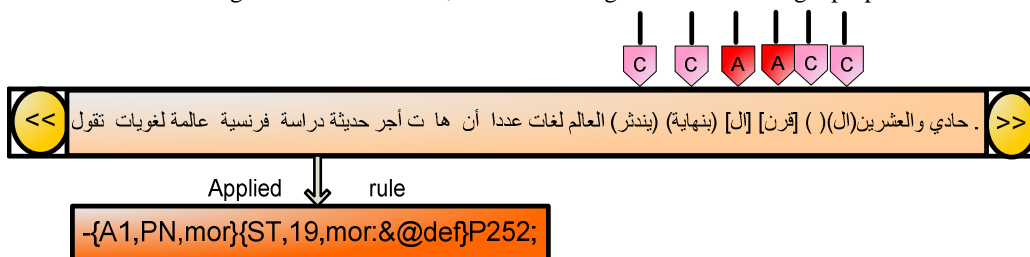 C C A A C C
<< . حادي والعشرين(ال)( ) [قرن] [ال] (بنهاية) (يندثر) العالم لغات عددا أن ها ت أجر حديثة دراسة فرنسية عالمة لغويات تقول >>
Applied rule
-{A1,PN,mor}{ST,19,mor:&@def}P252;